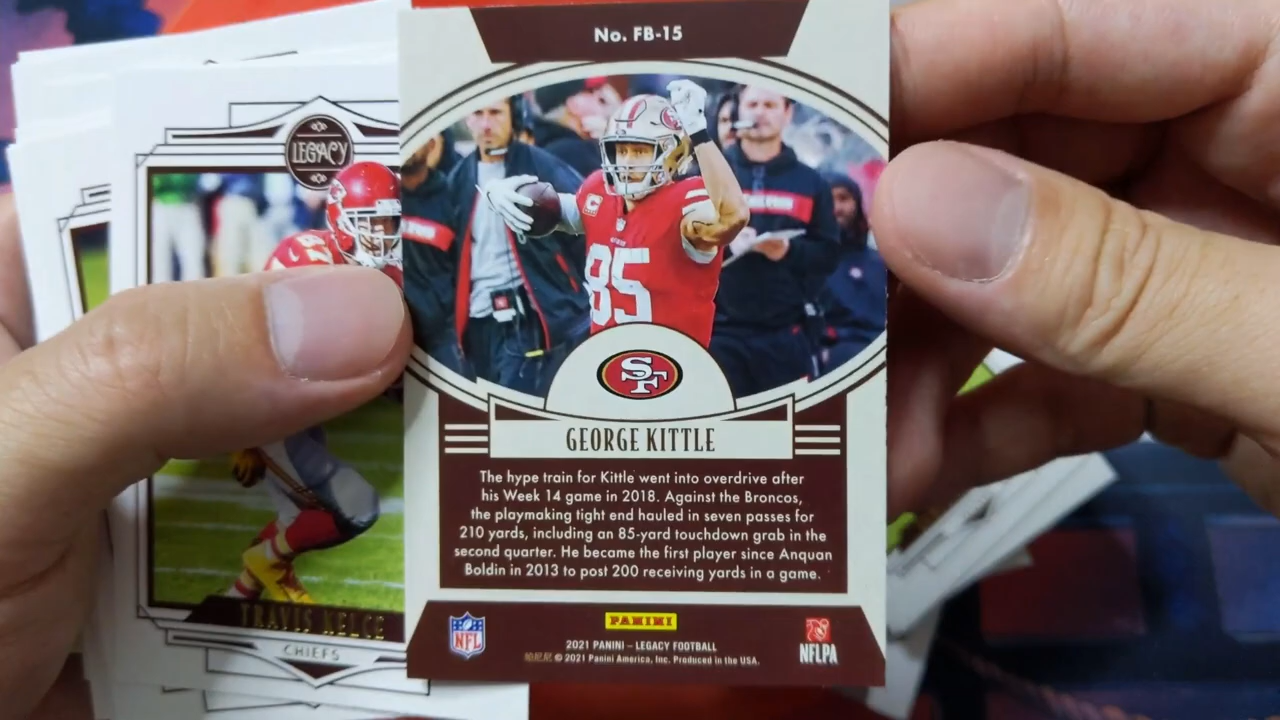 No. FB-15
LEGACY
85
SF
GEORGE KITTLE
The hype train for Kittle went into overdrive after
his Week 14 game in 2018. Against the Broncos,
the playmaking tight end hauled in seven passes for
210 yards, including an 85-yard touchdown grab in the
second quarter. He became the first player since Anquan
Boldin in 2013 to post 200 receiving yards in a game.
TRAVIS KELCE
CHIEFS
NFL
PANINI
NFLPA
2021 PANINI – LEGACY FOOTBALL
© 2021 Panini America, Inc. Produced in the USA.